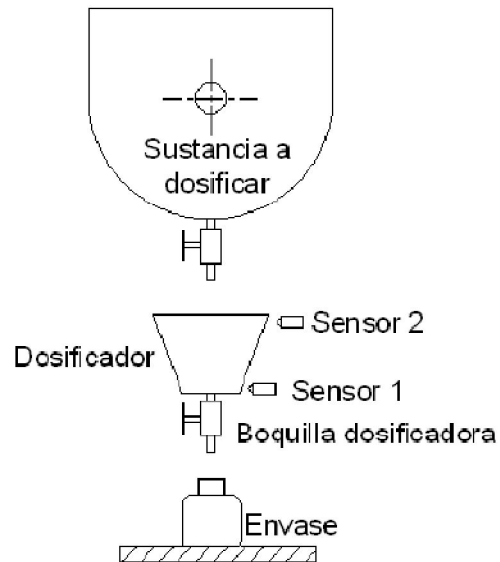 Sustancia a
dosificar
Sensor 2
Dosificador
Sensor 1
Boquilla dosificadora
Envase